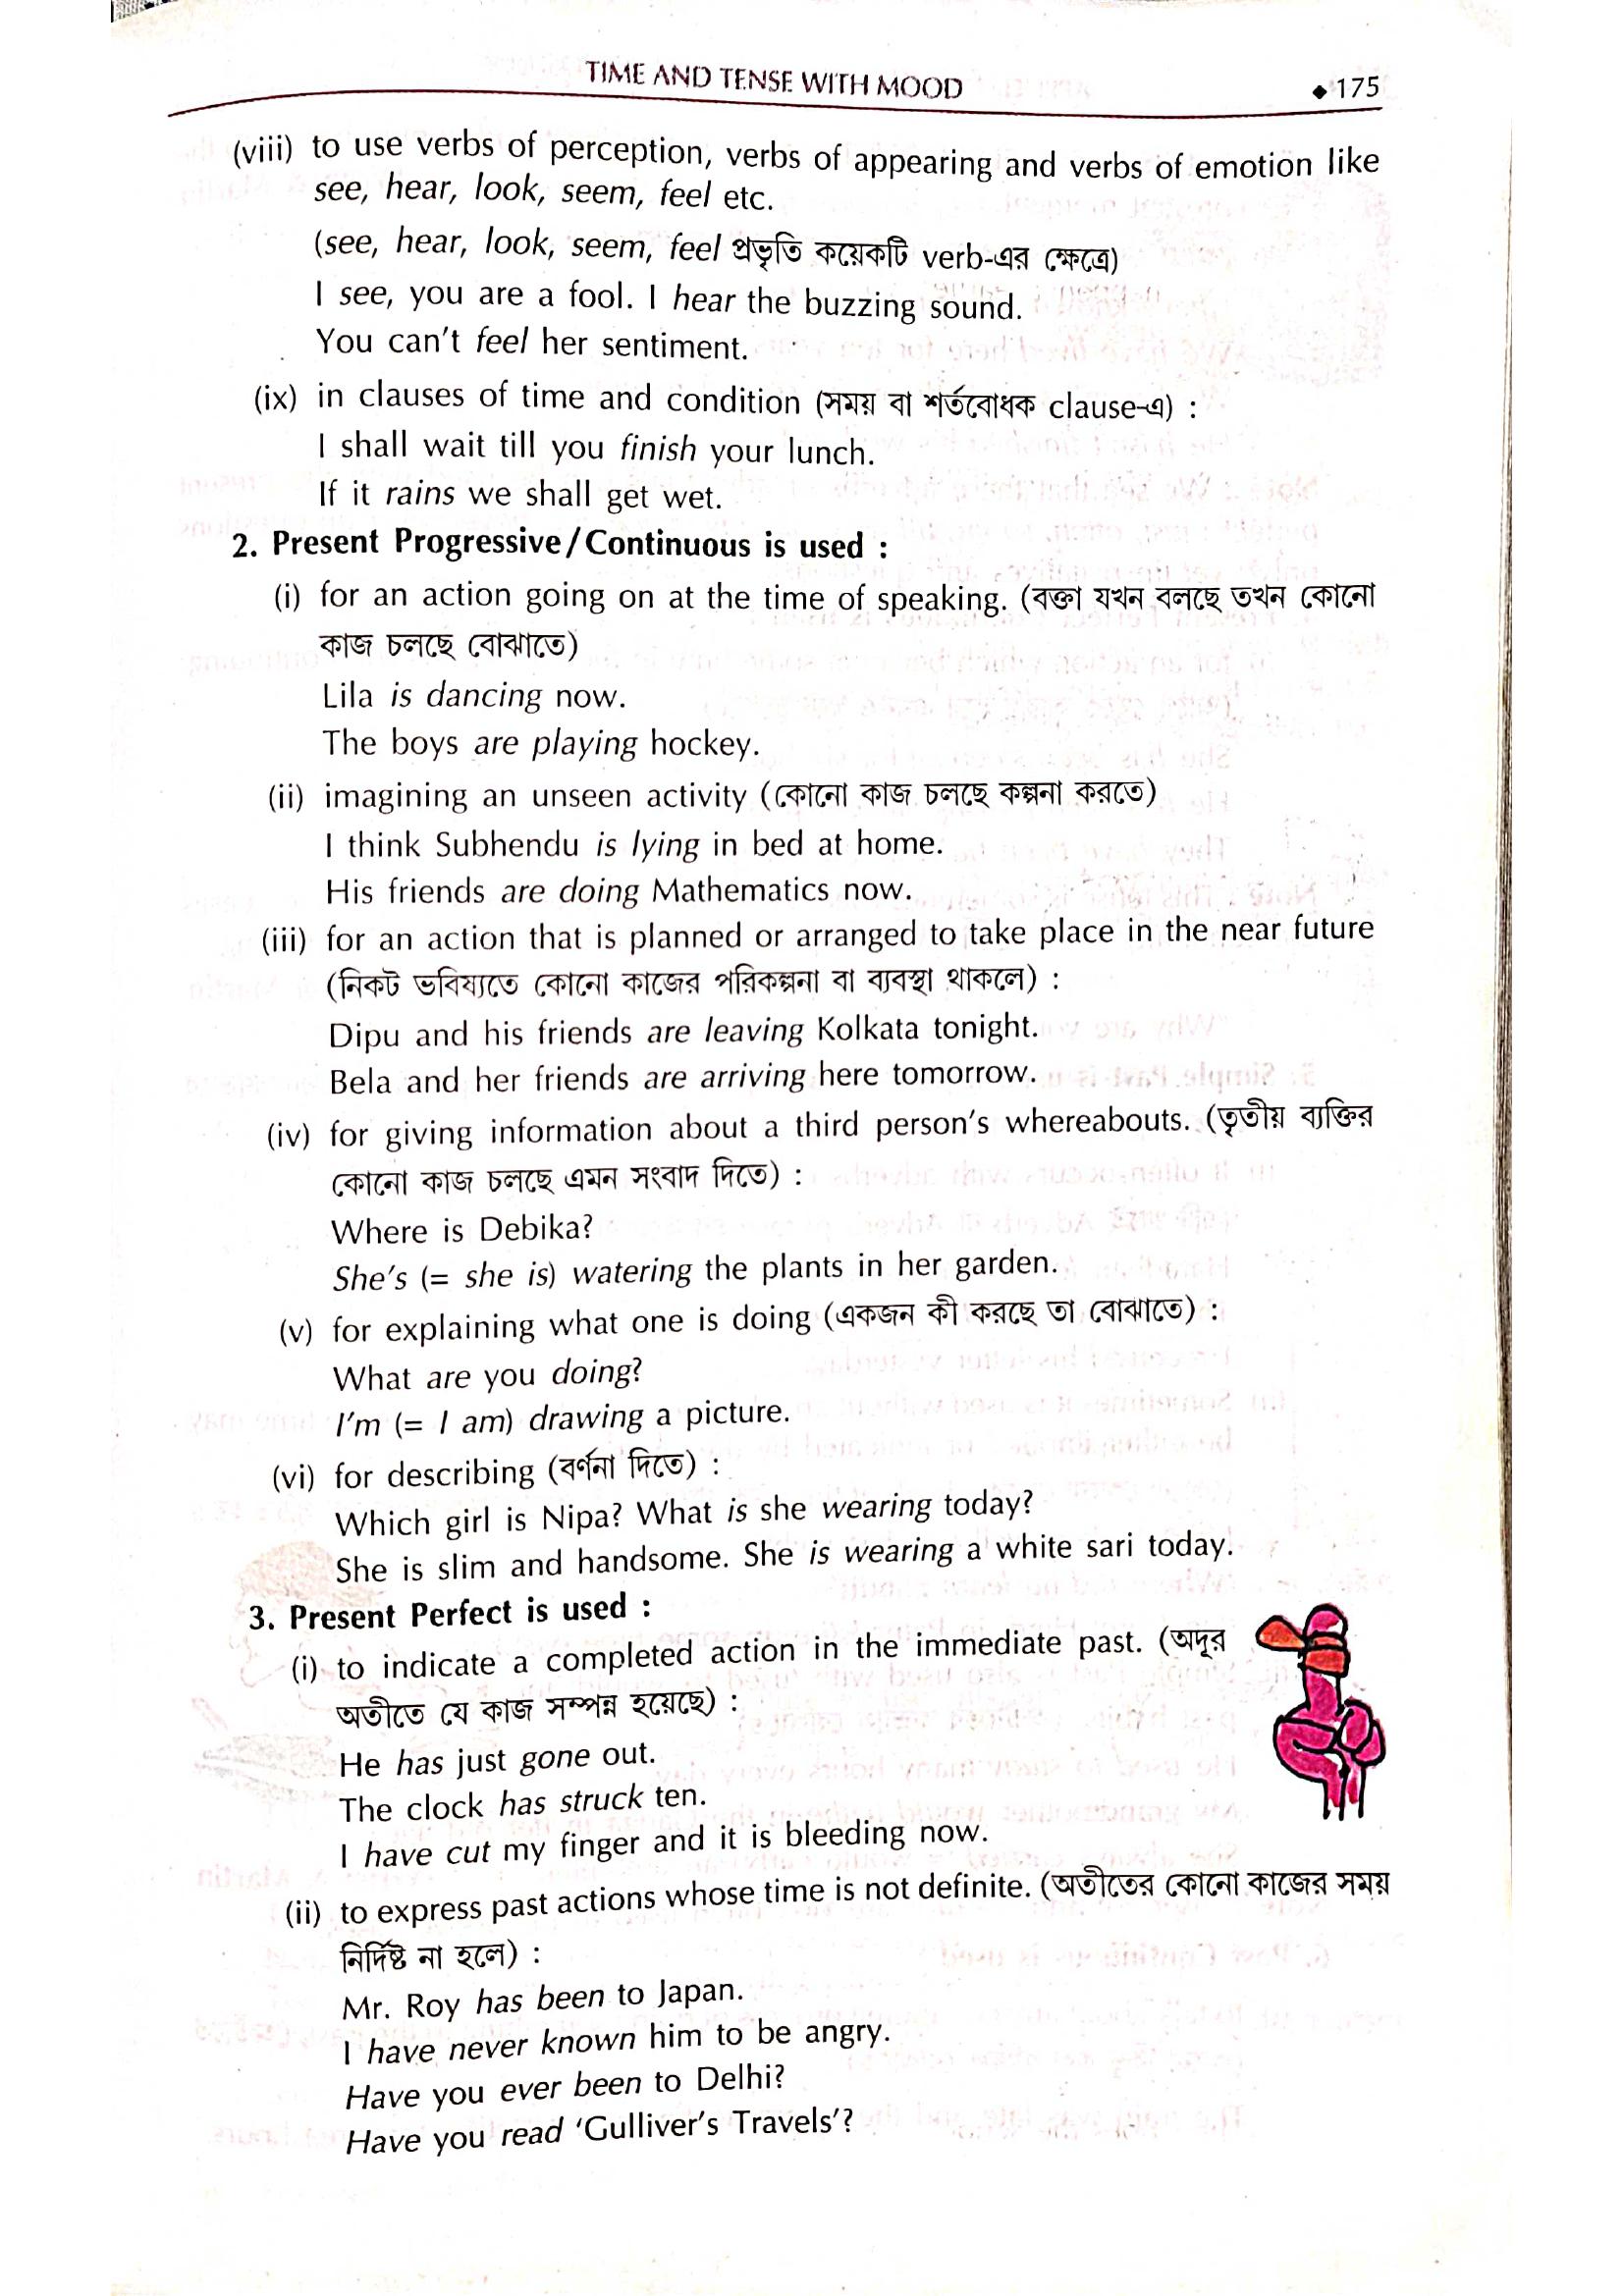 TIME AND TENSE WITH MOOD ◆175
(viii) to use verbs of perception, verbs of appearing and verbs of emotion like
see, hear, look, seem, feel etc.
(see, hear, look, seem, feel প্রভৃতি কয়েকটি verb-এর ক্ষেত্রে)
I see, you are a fool. I hear the buzzing sound.
You can't feel her sentiment.
(ix) in clauses of time and condition (সময় বা শর্তবোধক clause-এ) :
I shall wait till you finish your lunch.
If it rains we shall get wet.
2. Present Progressive/Continuous is used :
(i) for an action going on at the time of speaking. (বক্তা যখন বলছে তখন কোনো
কাজ চলছে বোঝাতে)
Lila is dancing now.
The boys are playing hockey.
(ii) imagining an unseen activity (কোনো কাজ চলছে কল্পনা করতে)
I think Subhendu is lying in bed at home.
His friends are doing Mathematics now.
(iii) for an action that is planned or arranged to take place in the near future
(নিকট ভবিষ্যতে কোনো কাজের পরিকল্পনা বা ব্যবস্থা থাকলে) :
Dipu and his friends are leaving Kolkata tonight.
Bela and her friends are arriving here tomorrow.
(iv) for giving information about a third person's whereabouts. (তৃতীয় ব্যক্তির
কোনো কাজ চলছে এমন সংবাদ দিতে) :
Where is Debika?
She's (= she is) watering the plants in her garden.
(v) for explaining what one is doing (একজন কী করছে তা বোঝাতে) :
What are you doing?
I'm (= I am) drawing a picture.
(vi) for describing (বর্ণনা দিতে) :
Which girl is Nipa? What is she wearing today?
She is slim and handsome. She is wearing a white sari today.
3. Present Perfect is used :
(i) to indicate a completed action in the immediate past. (অদূর
অতীতে যে কাজ সম্পন্ন হয়েছে) :
He has just gone out.
The clock has struck ten.
I have cut my finger and it is bleeding now.
(ii) to express past actions whose time is not definite. (অতীতের কোনো কাজের সময়
নির্দিষ্ট না হলে) :
Mr. Roy has been to Japan.
I have never known him to be angry.
Have you ever been to Delhi?
Have you read 'Gulliver's Travels'?